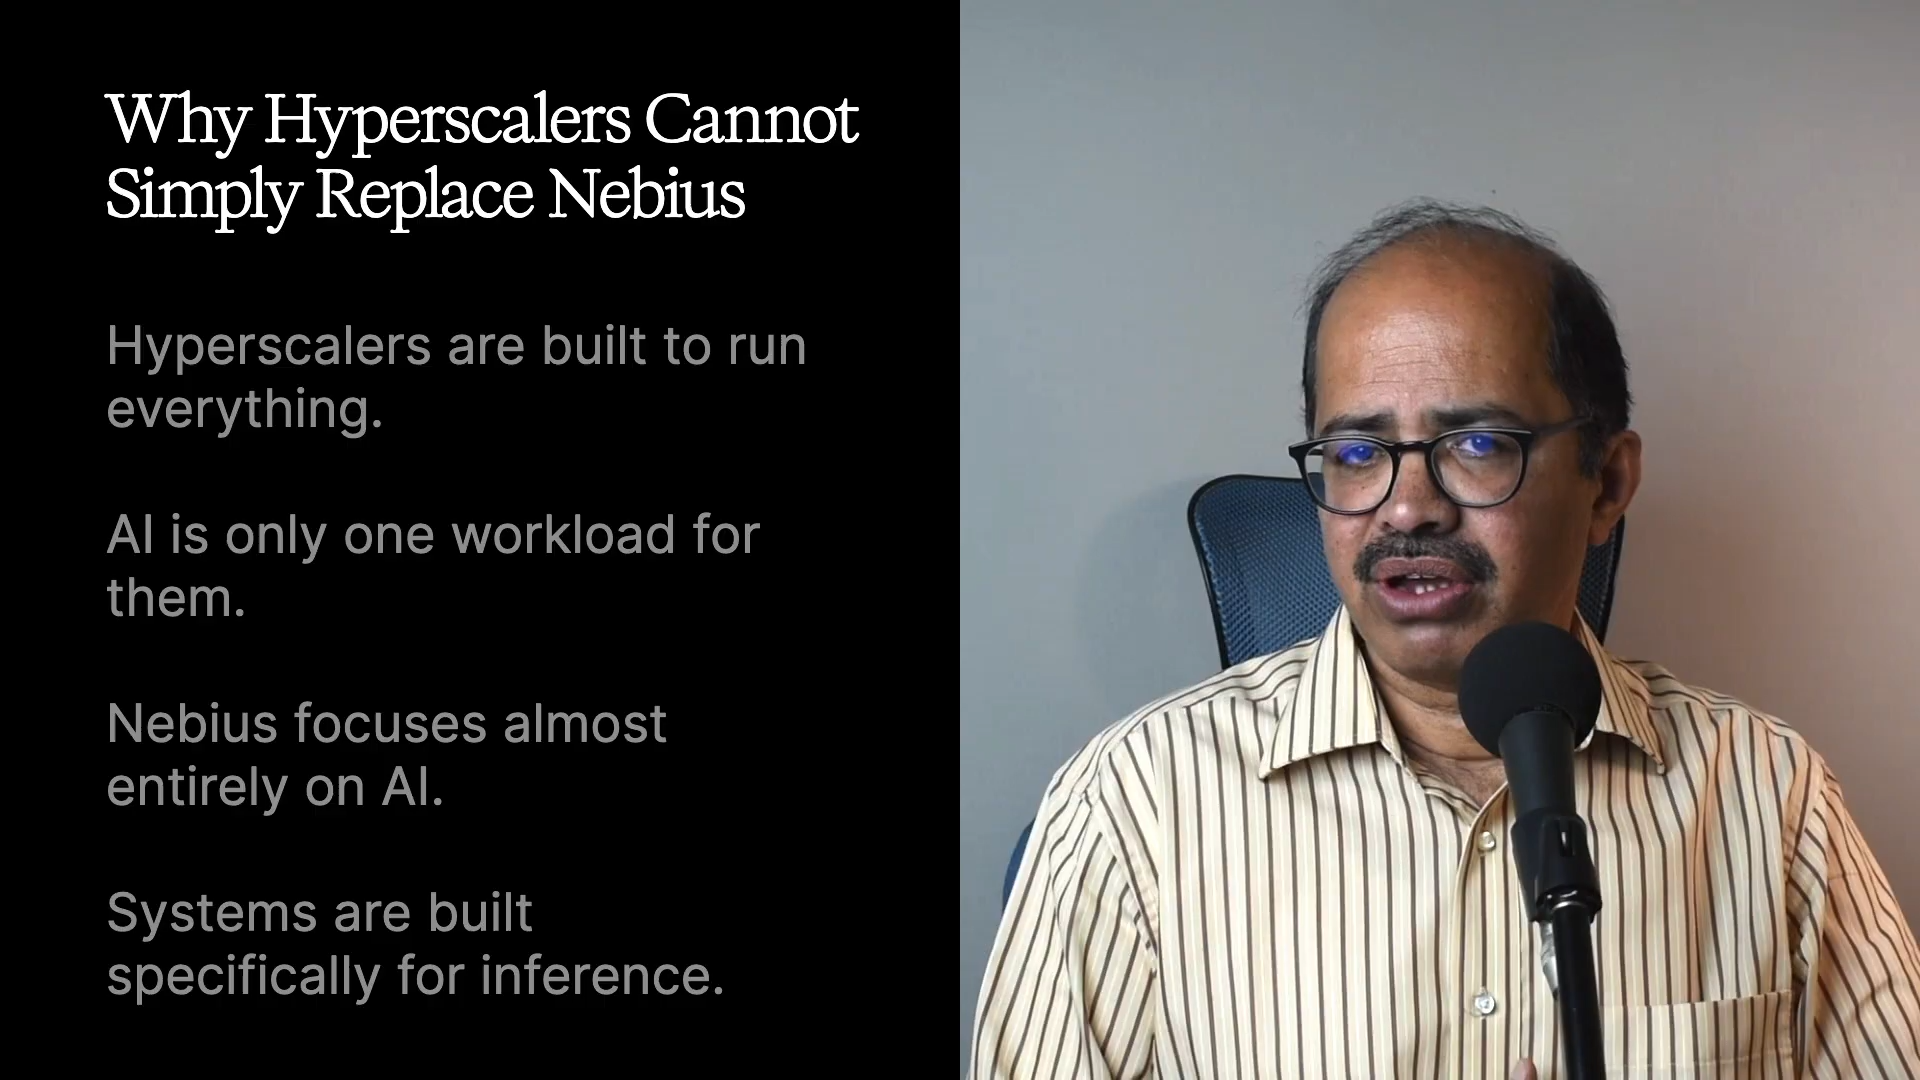 Why Hyperscalers Cannot
Simply Replace Nebius
Hyperscalers are built to run
everything.
AI is only one workload for
them.
Nebius focuses almost
entirely on AI.
Systems are built
specifically for inference.